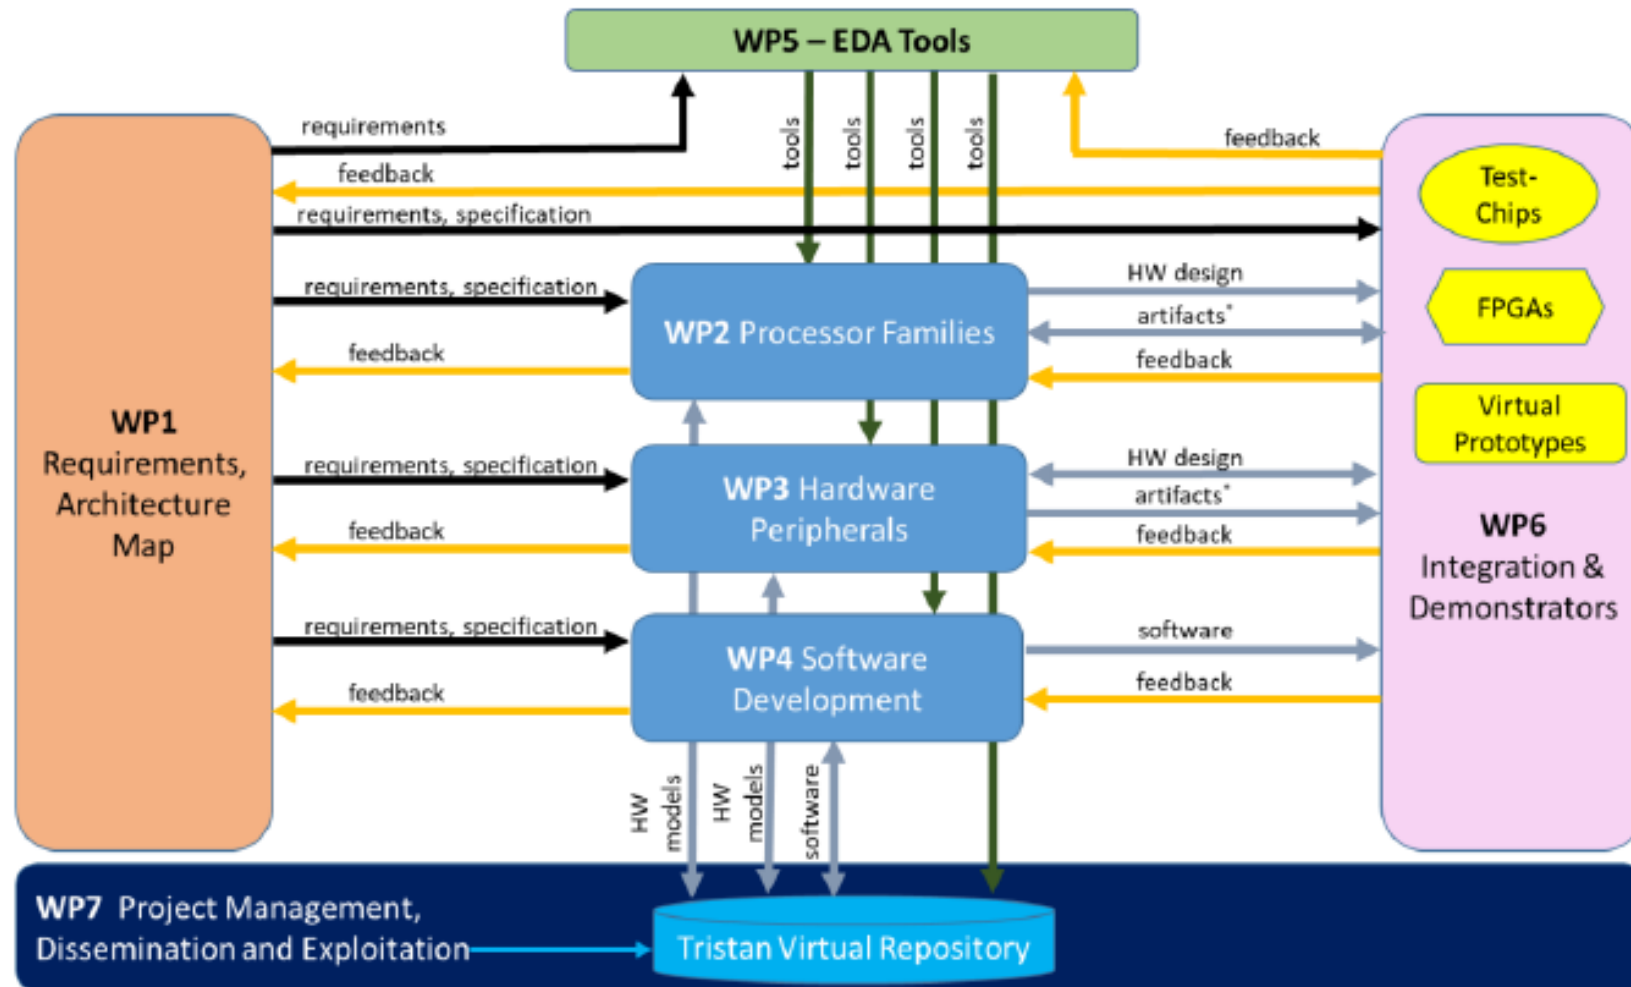 WP5 – EDA Tools
requirements
tools
tools
tools
tools
feedback
feedback
requirements, specification
Test-
Chips
requirements, specification
WP2 Processor Families
HW design
artifacts*
feedback
feedback
FPGAs
Virtual
Prototypes
WP1
Requirements,
Architecture
Map
requirements, specification
WP3 Hardware
Peripherals
HW design
artifacts*
feedback
feedback
WP6
Integration &
Demonstrators
requirements, specification
WP4 Software
Development
software
feedback
feedback
HW
models
HW
models
software
WP7 Project Management,
Dissemination and Exploitation
Tristan Virtual Repository